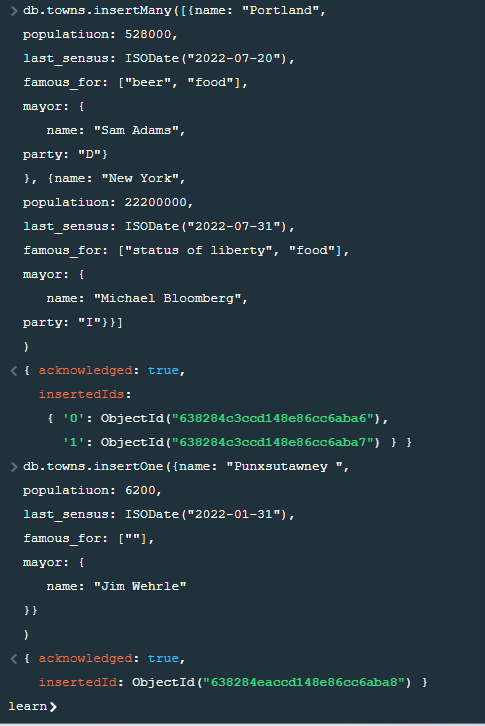 > db.towns.insertMany([{name: "Portland",
populatiuon: 528000,
last_sensus: ISODate("2022-07-20"),
famous_for: ["beer", "food"],
mayor: {
name: "Sam Adams",
party: "D"}
}, {name: "New York",
populatiuon: 22200000,
last_sensus: ISODate("2022-07-31"),
famous_for: ["status of liberty", "food"],
mayor: {
name: "Michael Bloomberg",
party: "I"}}]
)
< { acknowledged: true,
insertedIds:
{ '0': ObjectId("638284c3ccd148e86cc6aba6"),
'1': ObjectId("638284c3ccd148e86cc6aba7") } }
> db.towns.insertOne({name: "Punxsutawney ",
populatiuon: 6200,
last_sensus: ISODate("2022-01-31"),
famous_for: [""],
mayor: {
name: "Jim Wehrle"
}}
)
< { acknowledged: true,
insertedId: ObjectId("638284eaccd148e86cc6aba8") }
learn>